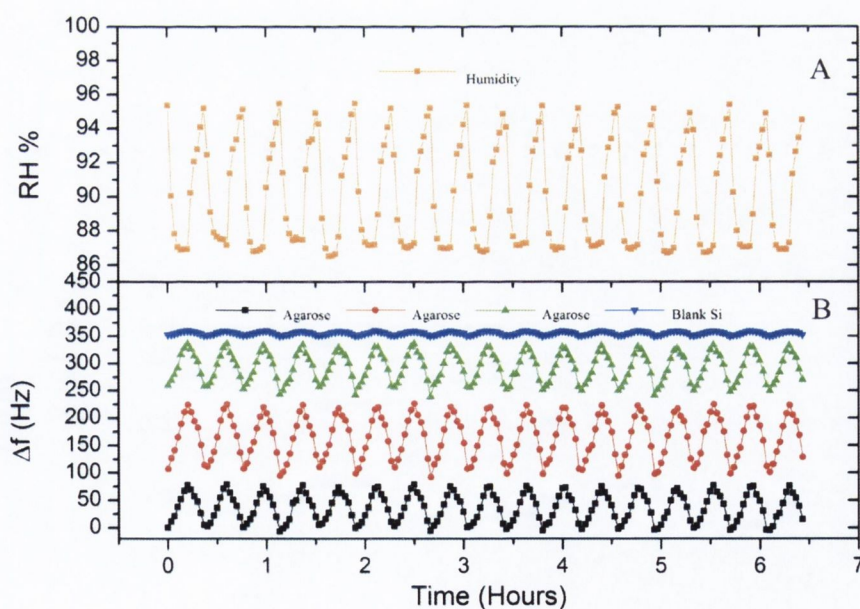 100
98
96
94
92
90
88
86
RH %
Humidity
A
450
400
350
300
250
200
150
100
50
0
Δf (Hz)
Agarose Agarose Agarose Blank Si
B
0 1 2 3 4 5 6 7
Time (Hours)